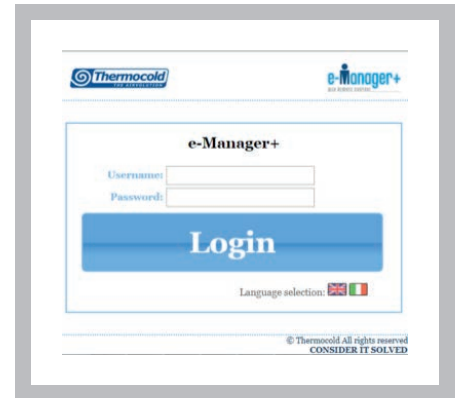 Thermocold
e-Manager+
e-Manager+
Username:
Password:
Login
Language selection:
© Thermocold All rights reserved
CONSIDER IT SOLVED